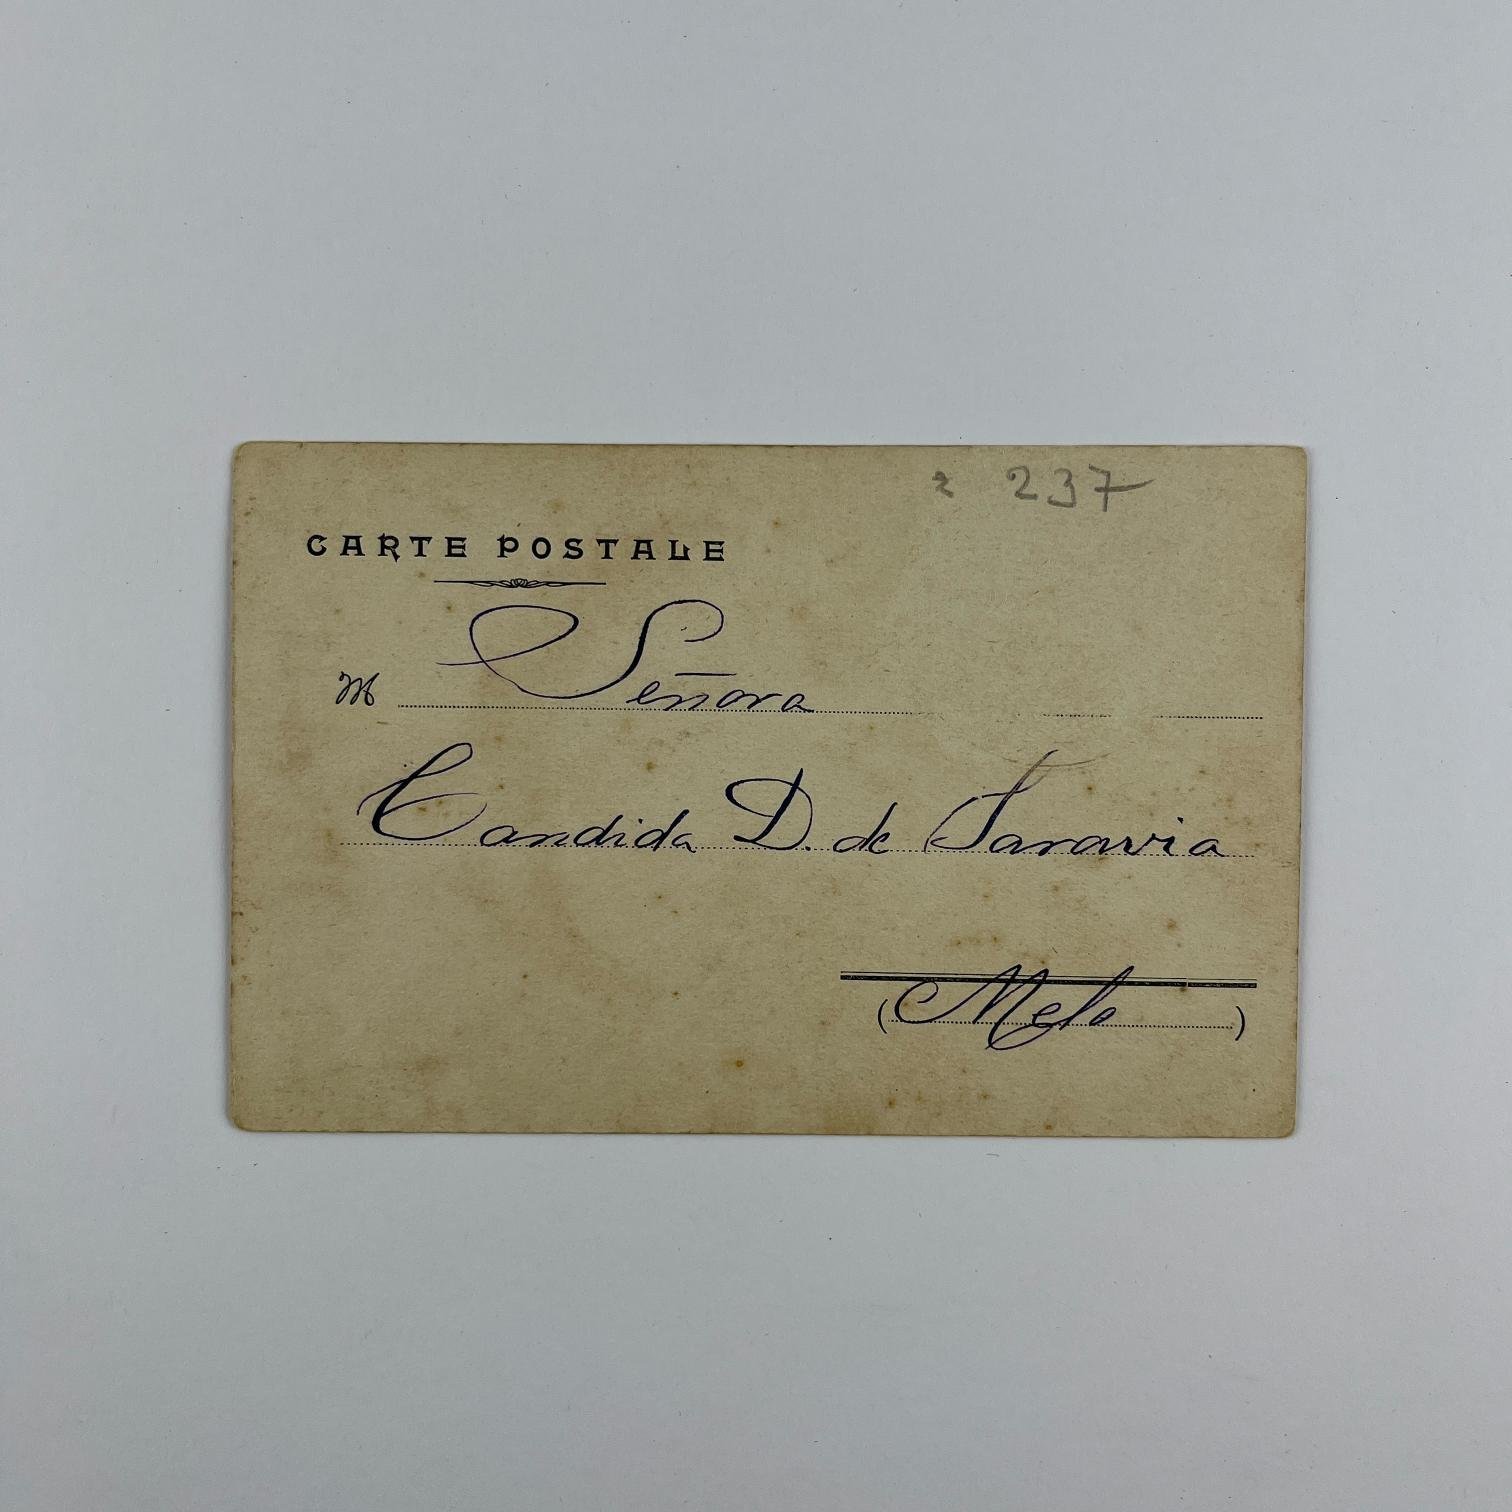 2 237
CARTE POSTALE
M Señora
Candida D. de Saravia
(Melo)